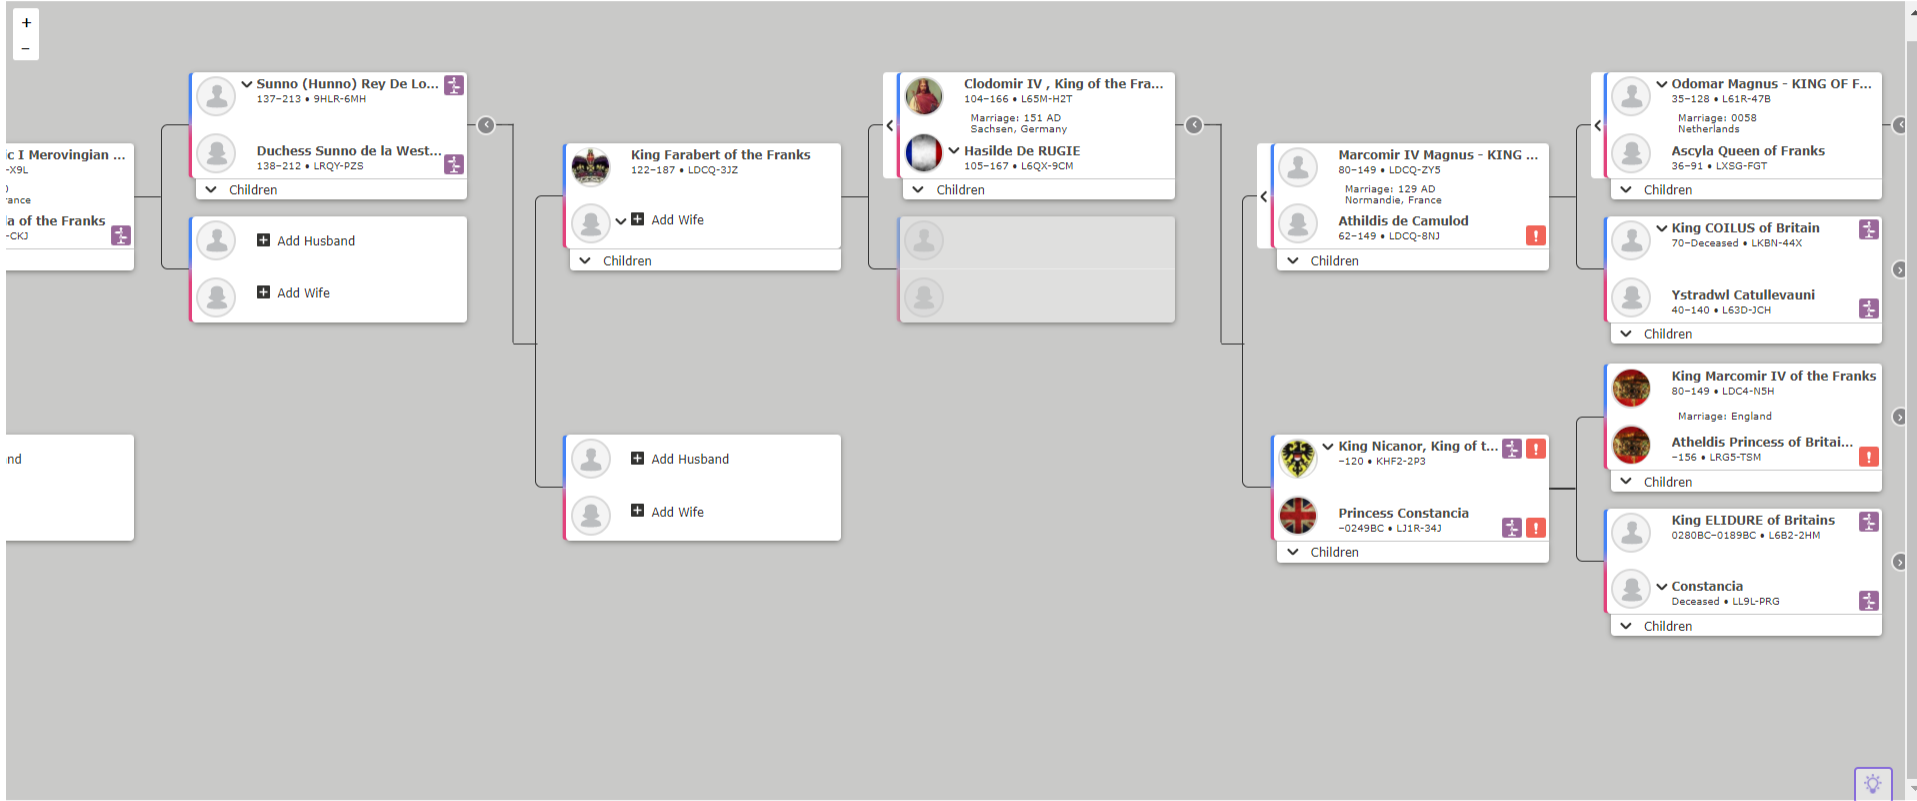 +
−
ic I Merovingian ...
-X9L
rance
la of the Franks
-CKJ
nd
Sunno (Hunno) Rey De Lo...
137–213 • 9HLR-6MH
Duchess Sunno de la West...
138–212 • LRQY-PZS
Children
Add Husband
Add Wife
King Farabert of the Franks
122–187 • LDCQ-3JZ
Add Wife
Children
Add Husband
Add Wife
Clodomir IV , King of the Fra...
104–166 • L65M-H2T
Marriage: 151 AD
Sachsen, Germany
Hasilde De RUGIE
105–167 • L6QX-9CM
Children
Marcomir IV Magnus - KING ...
80–149 • LDCQ-ZY5
Marriage: 129 AD
Normandie, France
Athildis de Camulod
62–149 • LDCQ-8NJ
Children
King Nicanor, King of t...
–120 • KHF2-2P3
Princess Constancia
–0249BC • LJ1R-34J
Children
Odomar Magnus - KING OF F...
35–128 • L61R-47B
Marriage: 0058
Netherlands
Ascyla Queen of Franks
36–91 • LXSG-FGT
Children
King COILUS of Britain
70–Deceased • LKBN-44X
Ystradwl Catullevauni
40–140 • L63D-JCH
Children
King Marcomir IV of the Franks
80–149 • LDC4-N5H
Marriage: England
Atheldis Princess of Britai...
–156 • LRG5-TSM
Children
King ELIDURE of Britains
0280BC–0189BC • L6B2-2HM
Constancia
Deceased • LL9L-PRG
Children